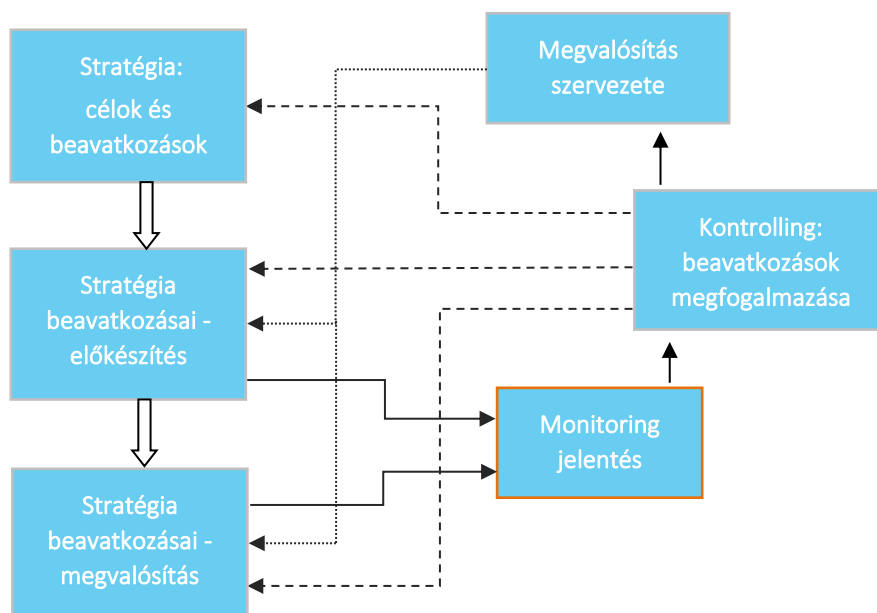 Stratégia:
célok és
beavatkozások
Megvalósítás
szervezete
Kontrolling:
beavatkozások
megfogalmazása
Stratégia
beavatkozásai -
előkészítés
Monitoring
jelentés
Stratégia
beavatkozásai -
megvalósítás